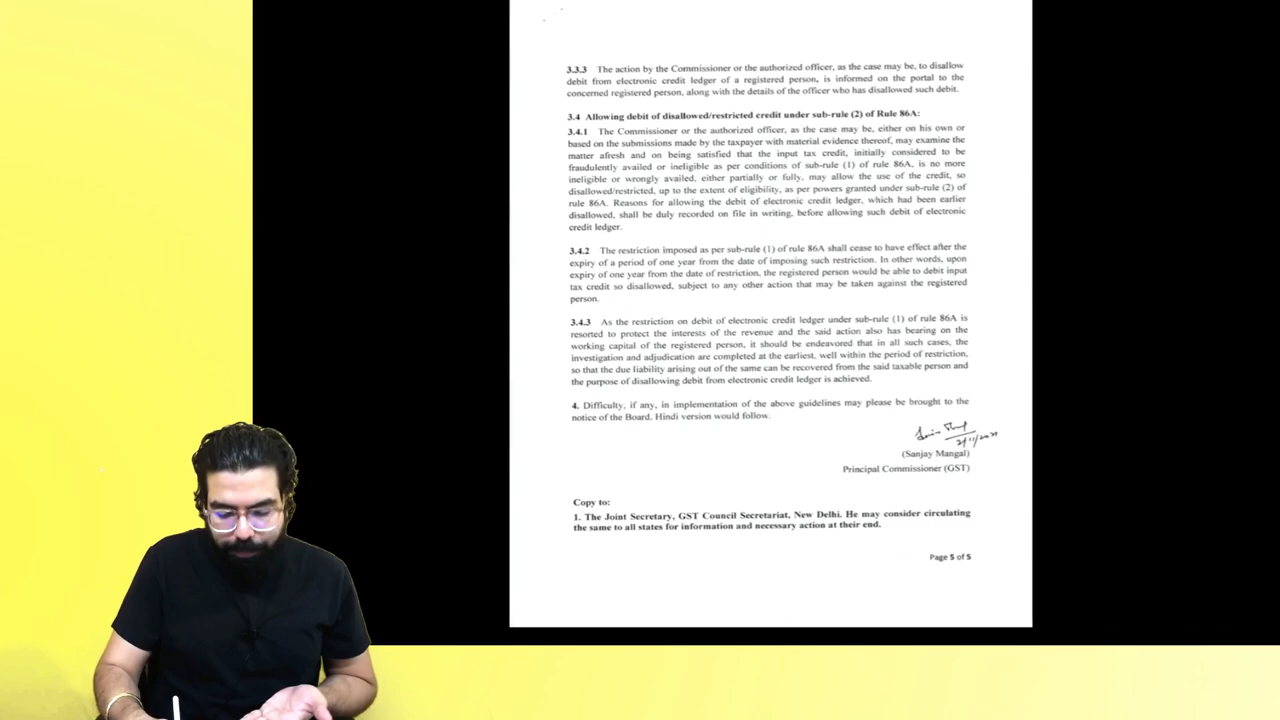 3.3.3 The action by the Commissioner or the authorized officer, as the case may be, to disallow
debit from electronic credit ledger of a registered person, is informed on the portal to the
concerned registered person, along with the details of the officer who has disallowed such debit.
3.4 Allowing debit of disallowed/restricted credit under sub-rule (2) of Rule 86A:
3.4.1 The Commissioner or the authorized officer, as the case may be, either on his own or
based on the submissions made by the taxpayer with material evidence thereof, may examine the
matter afresh and on being satisfied that the input tax credit, initially considered to be
fraudulently availed or ineligible as per conditions of sub-rule (1) of rule 86A, is no more
ineligible or wrongly availed, either partially or fully, may allow the use of the credit, so
disallowed/restricted, up to the extent of eligibility, as per powers granted under sub-rule (2) of
rule 86A. Reasons for allowing the debit of electronic credit ledger, which had been earlier
disallowed, shall be duly recorded on file in writing, before allowing such debit of electronic
credit ledger.
3.4.2 The restriction imposed as per sub-rule (1) of rule 86A shall cease to have effect after the
expiry of a period of one year from the date of imposing such restriction. In other words, upon
expiry of one year from the date of restriction, the registered person would be able to debit input
tax credit so disallowed, subject to any other action that may be taken against the registered
person.
3.4.3 As the restriction on debit of electronic credit ledger under sub-rule (1) of rule 86A is
resorted to protect the interests of the revenue and the said action also has bearing on the
working capital of the registered person, it should be endeavored that in all such cases, the
investigation and adjudication are completed at the earliest, well within the period of restriction,
so that the due liability arising out of the same can be recovered from the said taxable person and
the purpose of disallowing debit from electronic credit ledger is achieved.
4. Difficulty, if any, in implementation of the above guidelines may please be brought to the
notice of the Board. Hindi version would follow.
2/11/2021
(Sanjay Mangal)
Principal Commissioner (GST)
Copy to:
1. The Joint Secretary, GST Council Secretariat, New Delhi. He may consider circulating
the same to all states for information and necessary action at their end.
Page 5 of 5